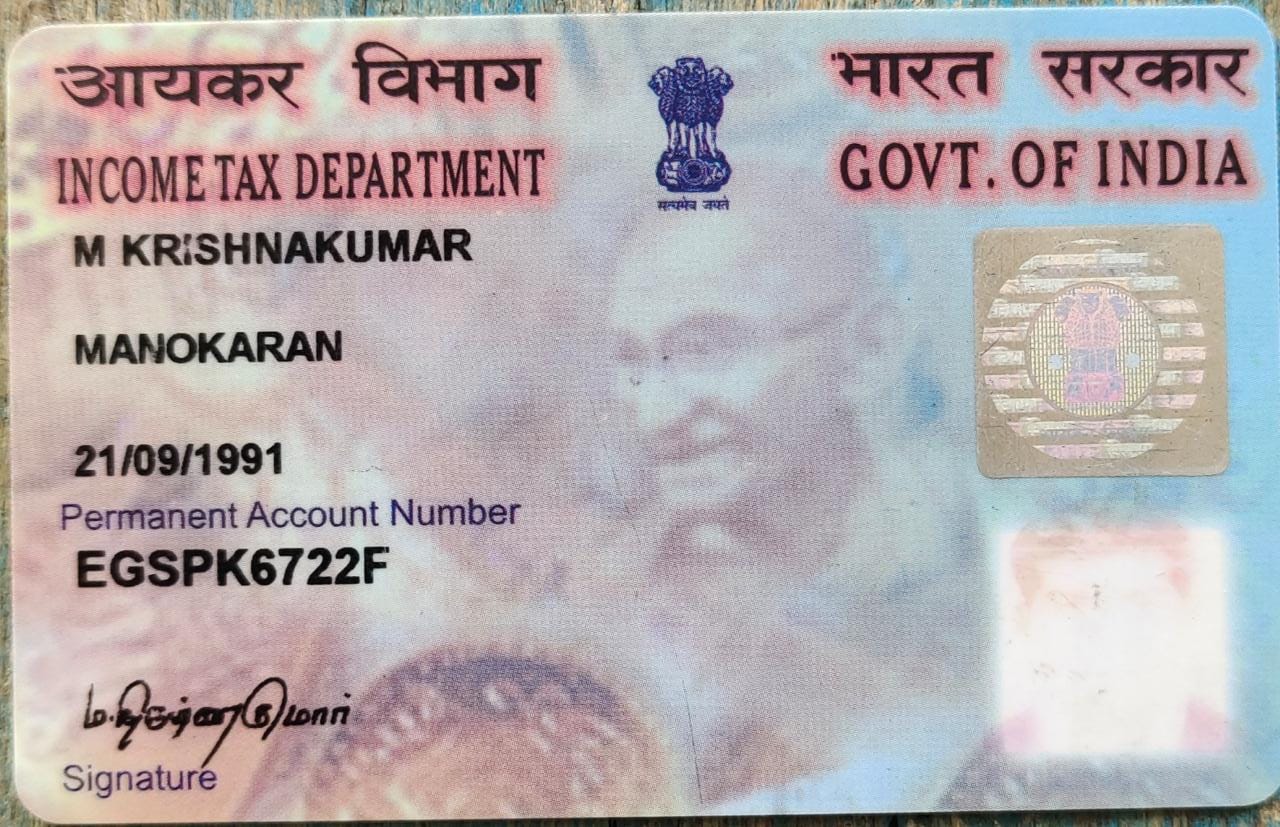 आयकर विभाग
भारत सरकार
INCOME TAX DEPARTMENT
GOVT. OF INDIA
सत्यमेव जयते
M KRISHNAKUMAR
MANOKARAN
21/09/1991
Permanent Account Number
EGSPK6722F
ம.கிருஷ்ணகுமார்
Signature